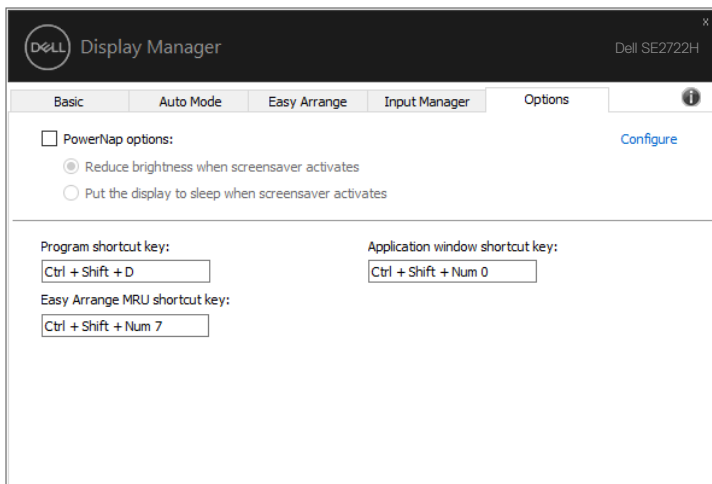 x
DELL Display Manager Dell SE2722H
Basic Auto Mode Easy Arrange Input Manager Options i
PowerNap options: Configure
Reduce brightness when screensaver activates
Put the display to sleep when screensaver activates
Program shortcut key: Application window shortcut key:
Ctrl + Shift + D Ctrl + Shift + Num 0
Easy Arrange MRU shortcut key:
Ctrl + Shift + Num 7